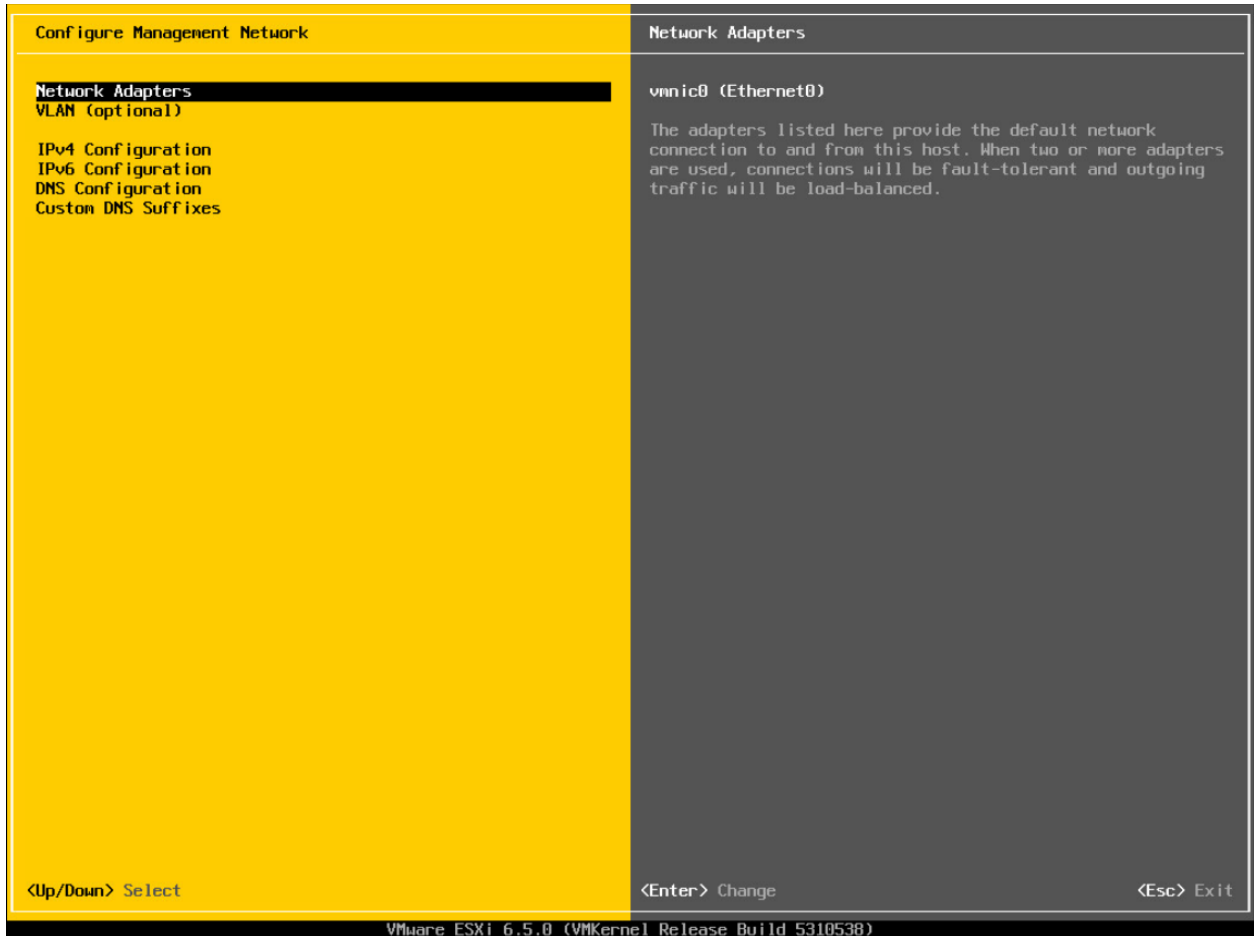 Configure Management Network
Network Adapters
VLAN (optional)
IPv4 Configuration
IPv6 Configuration
DNS Configuration
Custom DNS Suffixes
<Up/Down> Select
Network Adapters
vmnic0 (Ethernet0)
The adapters listed here provide the default network
connection to and from this host. When two or more adapters
are used, connections will be fault-tolerant and outgoing
traffic will be load-balanced.
<Enter> Change
<Esc> Exit
VMware ESXi 6.5.0 (VMKernel Release Build 5310538)